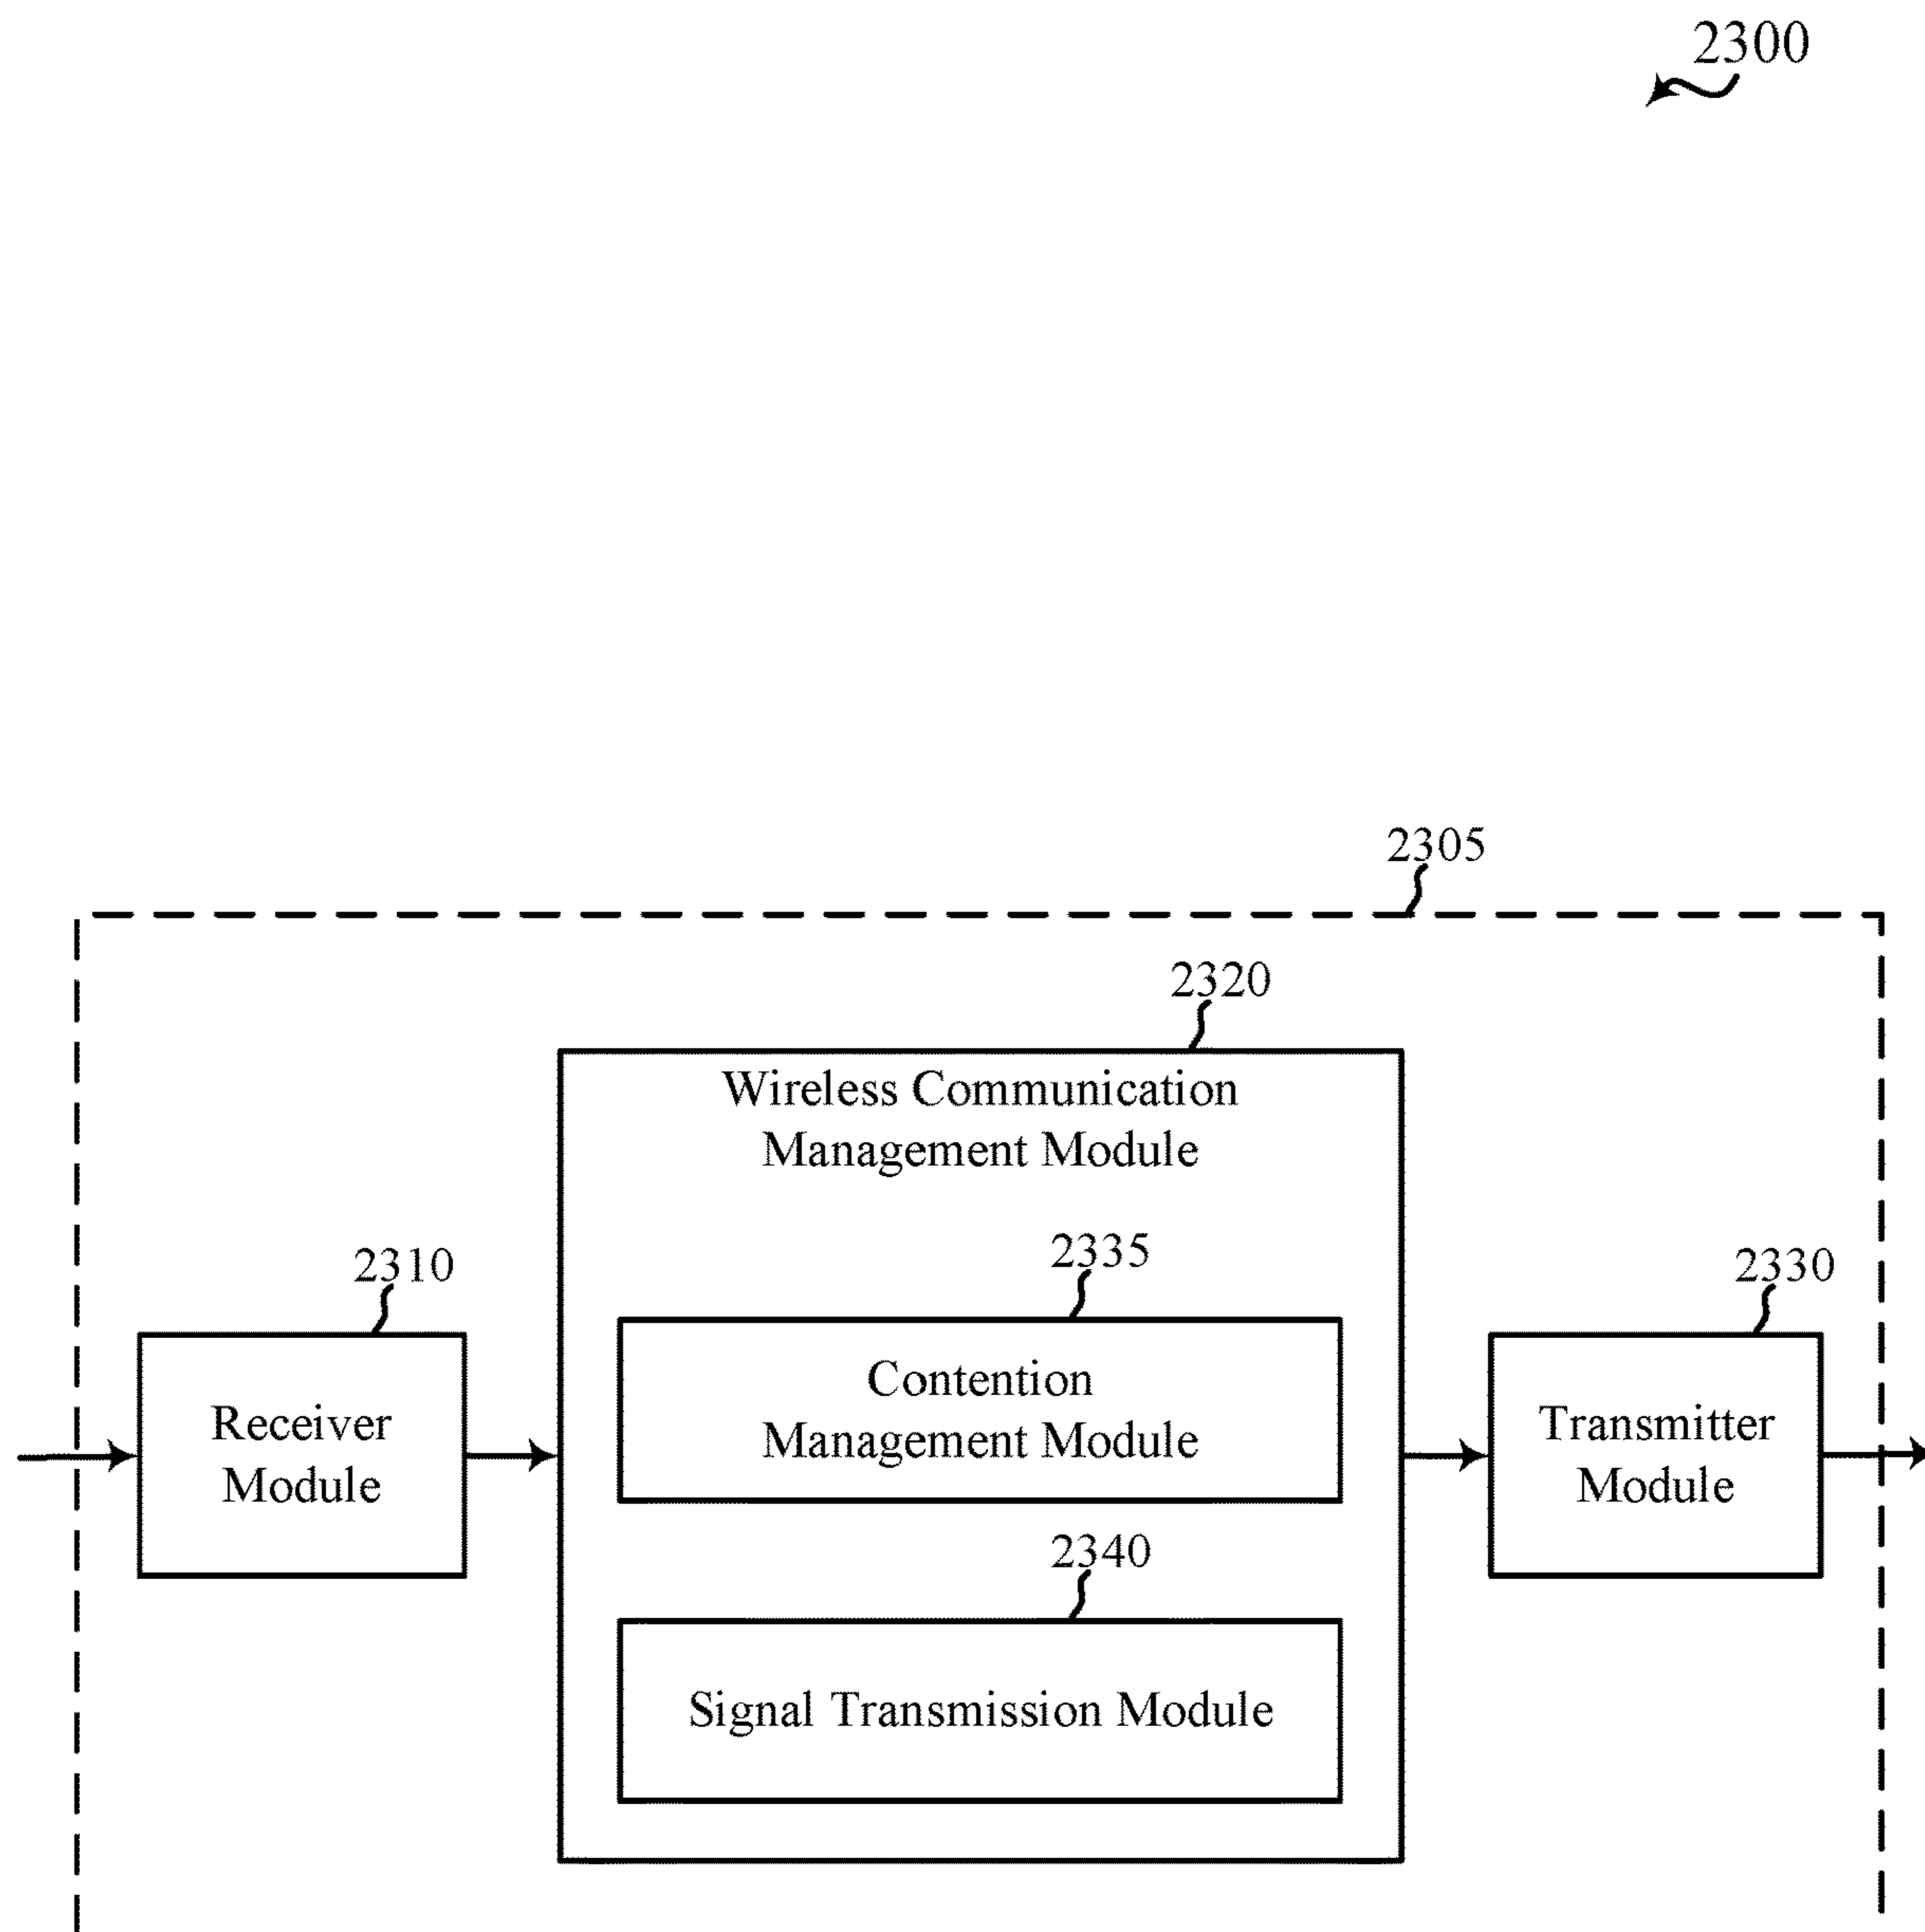 2300
2305
2320
Wireless Communication
Management Module
2310
2335
2330
Receiver
Module
Contention
Management Module
Transmitter
Module
2340
Signal Transmission Module